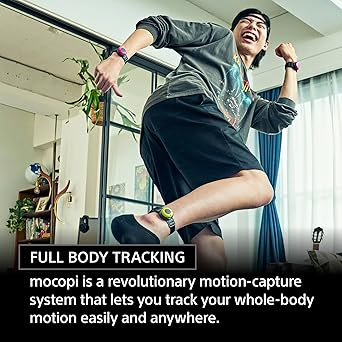 FULL BODY TRACKING
mocopi is a revolutionary motion-capture
system that lets you track your whole-body
motion easily and anywhere.